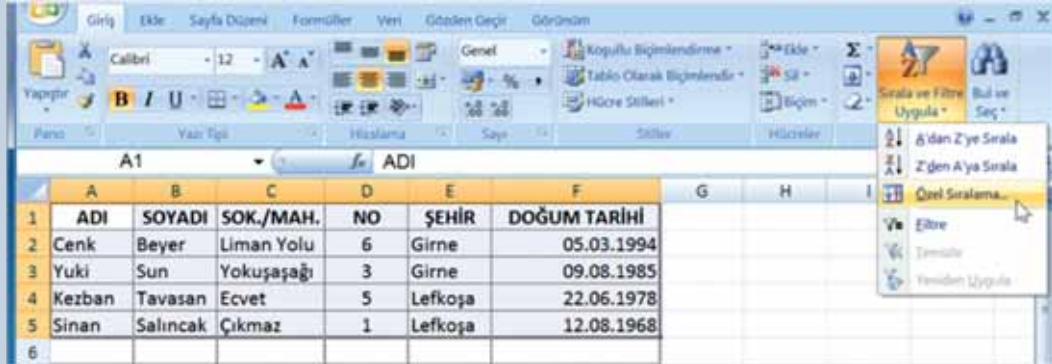 Giriş Ekle Sayfa Düzeni Formüller Veri Gözden Geçir Görünüm
Calibri 12 A A Genel Koşullu Biçimlendirme Ekle Σ
Yapıştır B I U A % Tablo Olarak Biçimlendir Sil Sırala ve Filtre Uygula Bul ve Seç
Hücre Stilleri Biçim
Pano Yazı Tipi Hizalama Sayı Stiller Hücreler
A'dan Z'ye Sırala
Z'den A'ya Sırala
Özel Sıralama...
Filtre
Temizle
Yeniden Uygula
A1 fx ADI
A B C D E F G H I
1 ADI SOYADI SOK./MAH. NO ŞEHİR DOĞUM TARİHİ
2 Cenk Beyer Liman Yolu 6 Girne 05.03.1994
3 Yuki Sun Yokuşaşağı 3 Girne 09.08.1985
4 Kezban Tavasan Ecvet 5 Lefkoşa 22.06.1978
5 Sinan Salıncak Çıkmaz 1 Lefkoşa 12.08.1968
6